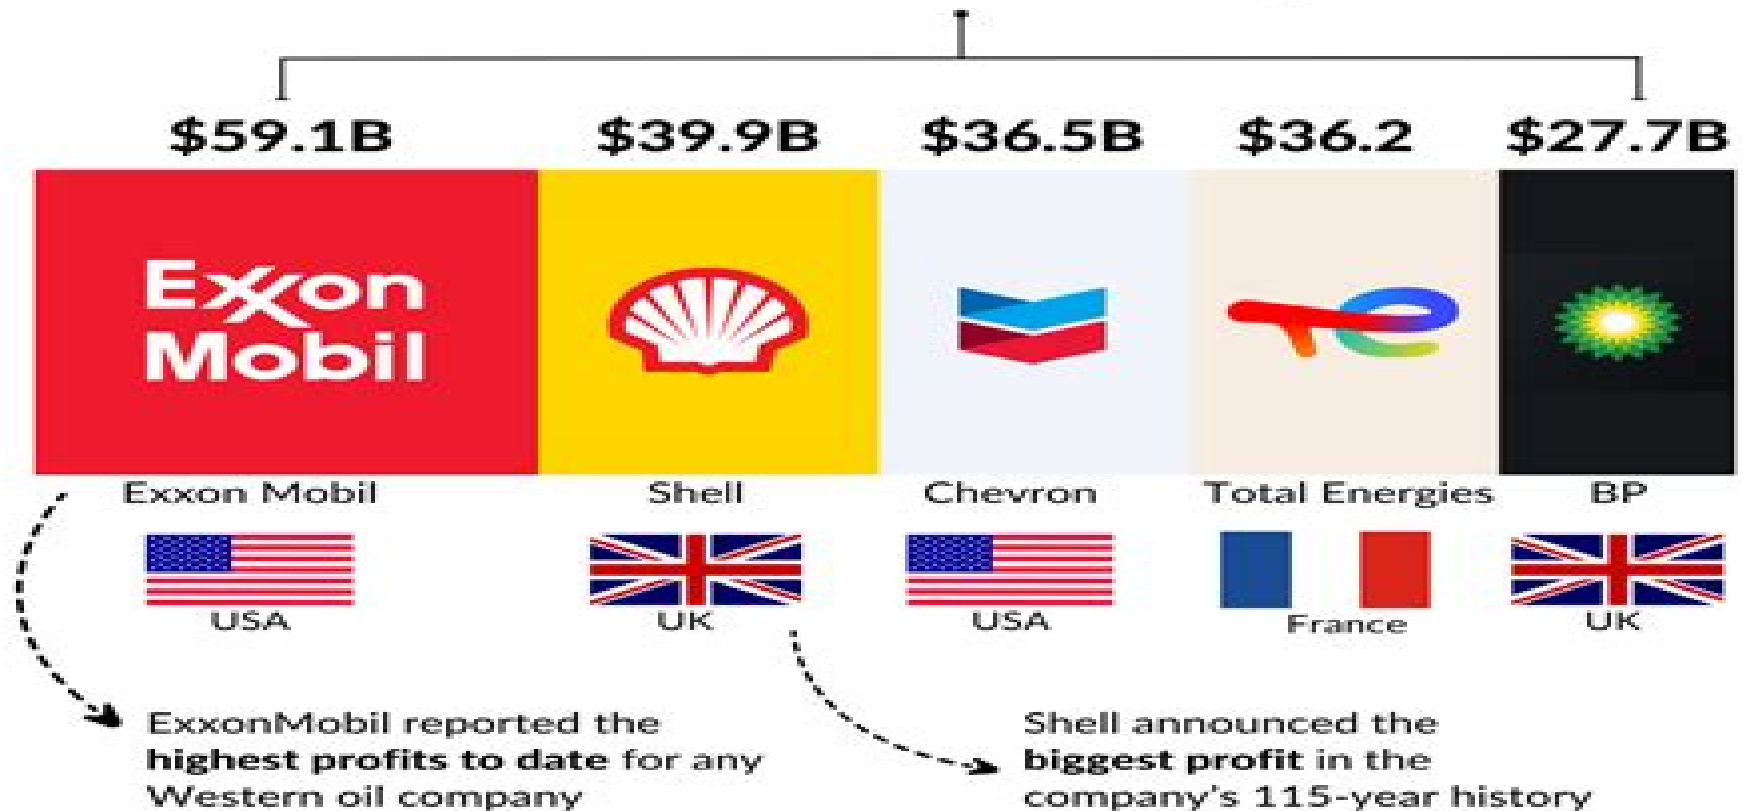 $59.1B $39.9B $36.5B $36.2 $27.7B
Exxon
Mobil
Exxon Mobil Shell Chevron Total Energies BP
USA UK USA France UK
ExxonMobil reported the
highest profits to date for any
Western oil company
Shell announced the
biggest profit in the
company's 115-year history